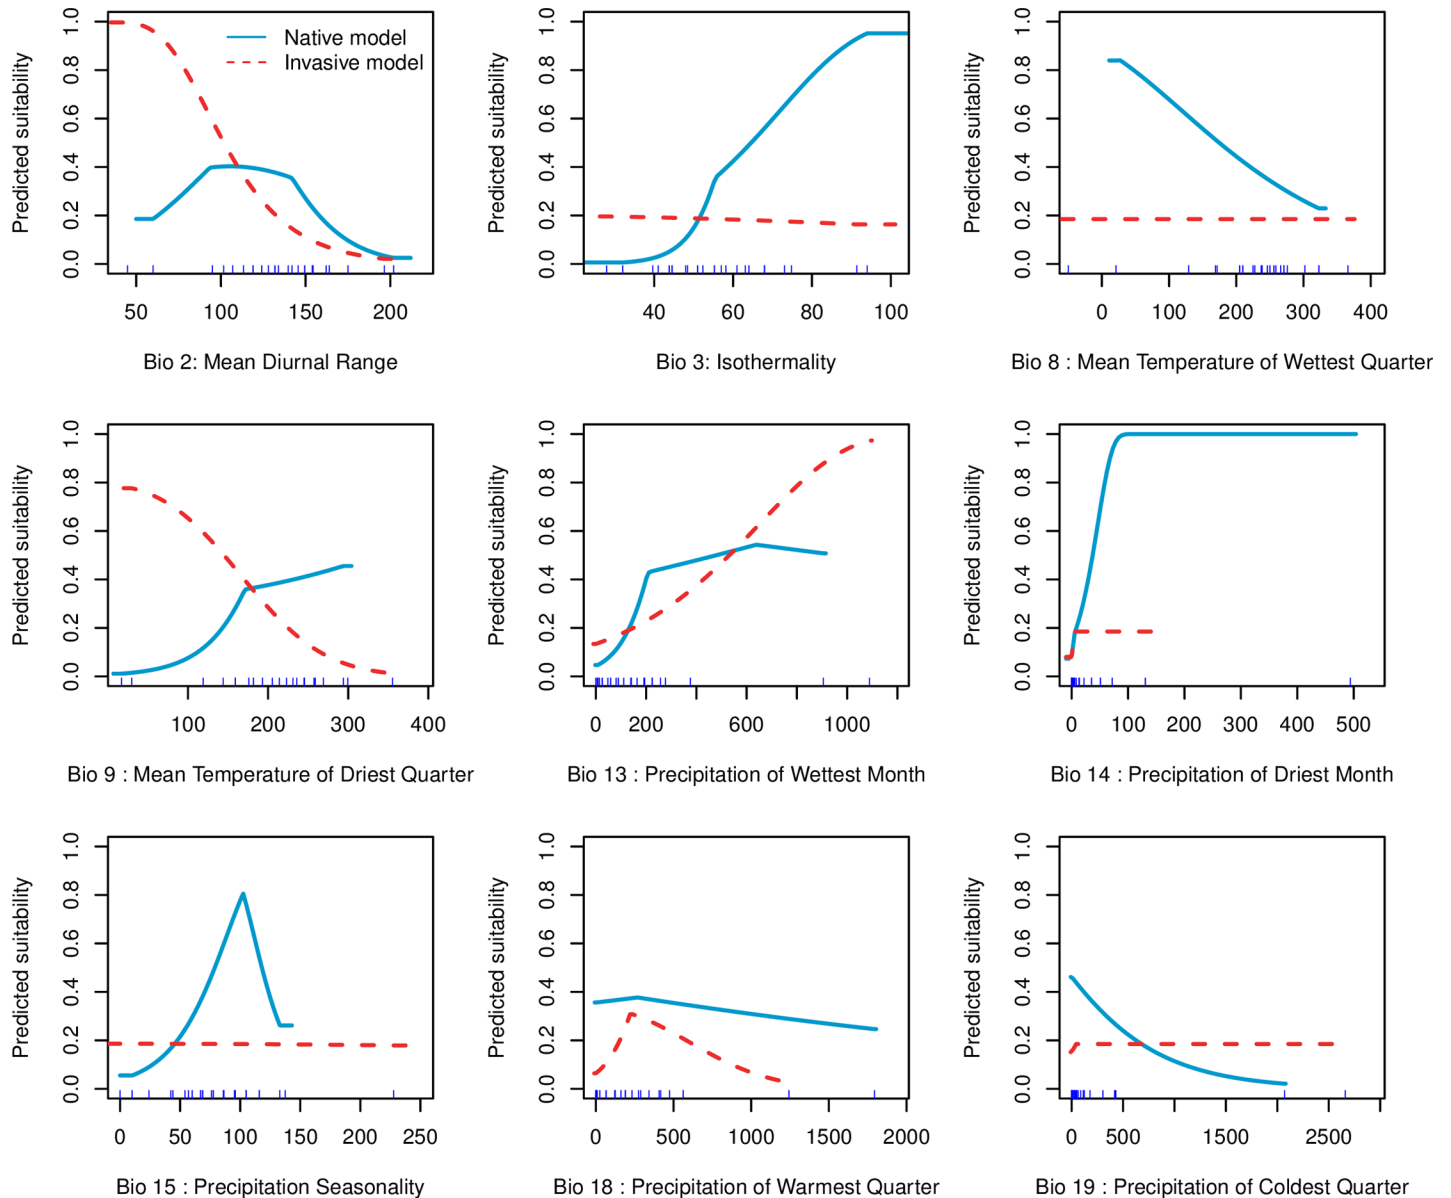 Predicted suitability
0.0 0.2 0.4 0.6 0.8 1.0
Native model
Invasive model
50 100 150 200
Bio 2: Mean Diurnal Range
Predicted suitability
0.0 0.2 0.4 0.6 0.8 1.0
40 60 80 100
Bio 3: Isothermality
Predicted suitability
0.0 0.2 0.4 0.6 0.8 1.0
0 100 200 300 400
Bio 8 : Mean Temperature of Wettest Quarter
Predicted suitability
0.0 0.2 0.4 0.6 0.8 1.0
100 200 300 400
Bio 9 : Mean Temperature of Driest Quarter
Predicted suitability
0.0 0.2 0.4 0.6 0.8 1.0
0 200 600 1000
Bio 13 : Precipitation of Wettest Month
Predicted suitability
0.0 0.2 0.4 0.6 0.8 1.0
0 100 200 300 400 500
Bio 14 : Precipitation of Driest Month
Predicted suitability
0.0 0.2 0.4 0.6 0.8 1.0
0 50 100 150 200 250
Bio 15 : Precipitation Seasonality
Predicted suitability
0.0 0.2 0.4 0.6 0.8 1.0
0 500 1000 1500 2000
Bio 18 : Precipitation of Warmest Quarter
Predicted suitability
0.0 0.2 0.4 0.6 0.8 1.0
0 500 1500 2500
Bio 19 : Precipitation of Coldest Quarter